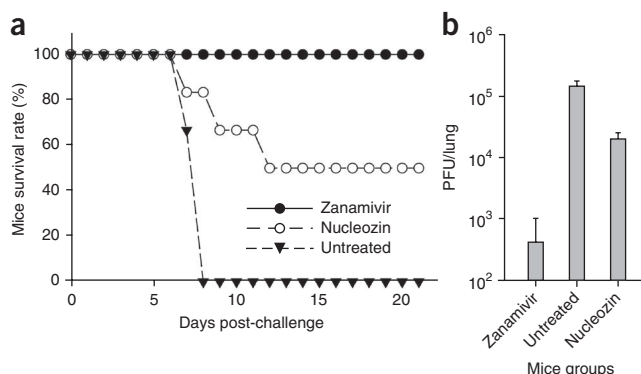 a
100
80
60
40
20
0
Mice survival rate (%)
Zanamivir
Nucleozin
Untreated
0 5 10 15 20
Days post-challenge
b
10⁶
10⁵
10⁴
10³
10²
PFU/lung
Zanamivir
Untreated
Nucleozin
Mice groups